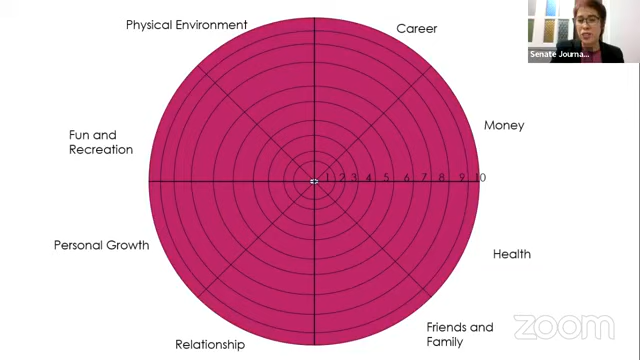 Physical Environment
Career
Senate Journa...
Money
Fun and
Recreation
1 2 3 4 5 6 7 8 9 10
Personal Growth
Health
Friends and
Family
Relationship
zoom